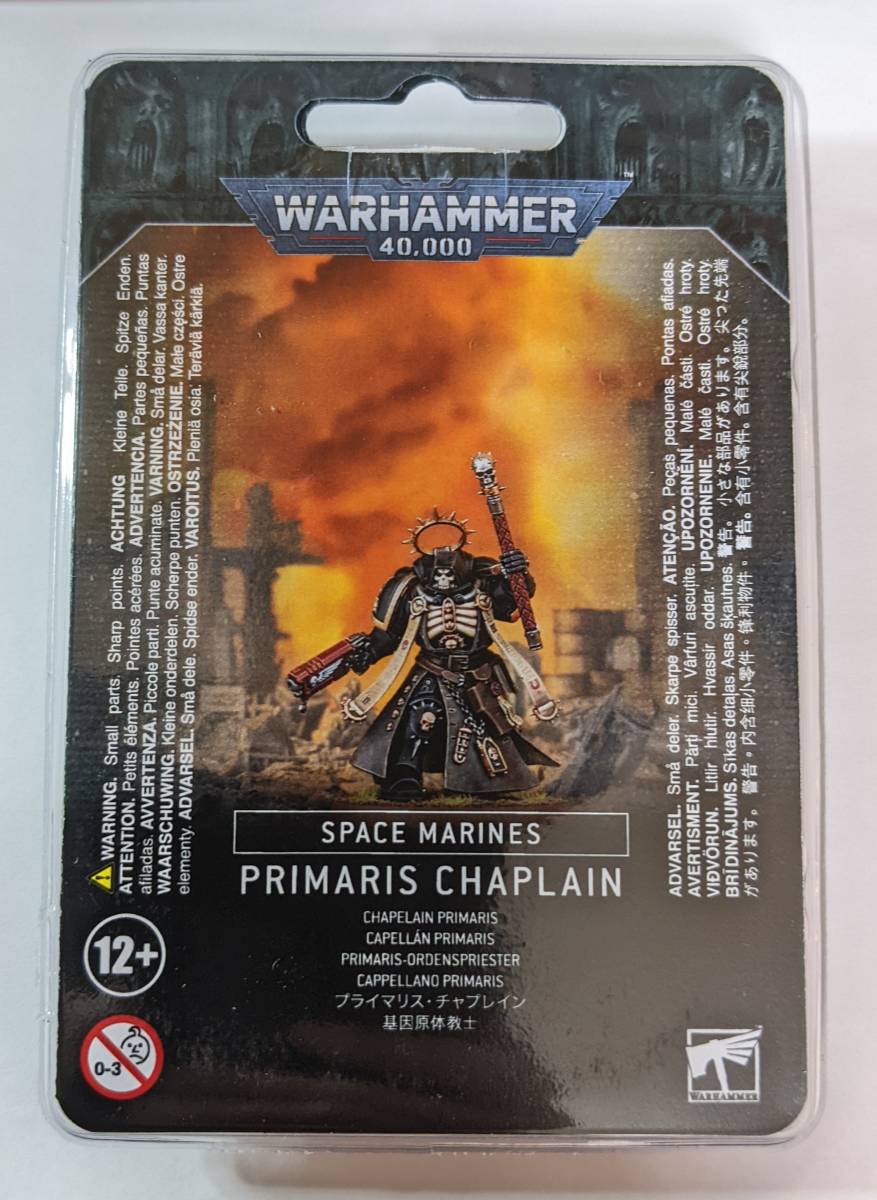 WARHAMMER™
40,000
⚠ WARNING. Small parts. Sharp points. ACHTUNG Kleine Teile. Spitze Enden.
ATTENTION. Petits éléments. Pointes acérées. ADVERTENCIA. Partes pequeñas. Puntas
afiladas. AVVERTENZA. Piccole parti. Punte acuminate. VARNING. Små delar. Vassa kanter.
WAARSCHUWING. Kleine onderdelen. Scherpe punten. OSTRZEŻENIE. Małe części. Ostre
elementy. ADVARSEL. Små dele. Spidse ender. VAROITUS. Pieniä osia. Teräviä kärkiä.
ADVARSEL. Små deler. Skarpe spisser. ATENÇÃO. Peças pequenas. Pontas afiadas.
AVERTISMENT. Părți mici. Vârfuri ascuțite. UPOZORNĚNÍ. Malé části. Ostré hroty.
VIÐVÖRUN. Litlir hlutir. Hvassir oddar. UPOZORNENIE. Malé časti. Ostré hroty.
BRĪDINĀJUMS. Sīkas detaļas. Asas šķautnes. 警告。小さな部品があります。尖った先端
があります。警告。内含细小零件。锋利物件。警告。含有小零件。含有尖銳部分。
SPACE MARINES
PRIMARIS CHAPLAIN
CHAPELAIN PRIMARIS
CAPELLÁN PRIMARIS
PRIMARIS-ORDENSPRIESTER
CAPPELLANO PRIMARIS
プライマリス・チャプレイン
基因原体教士
12+
0-3
WARHAMMER